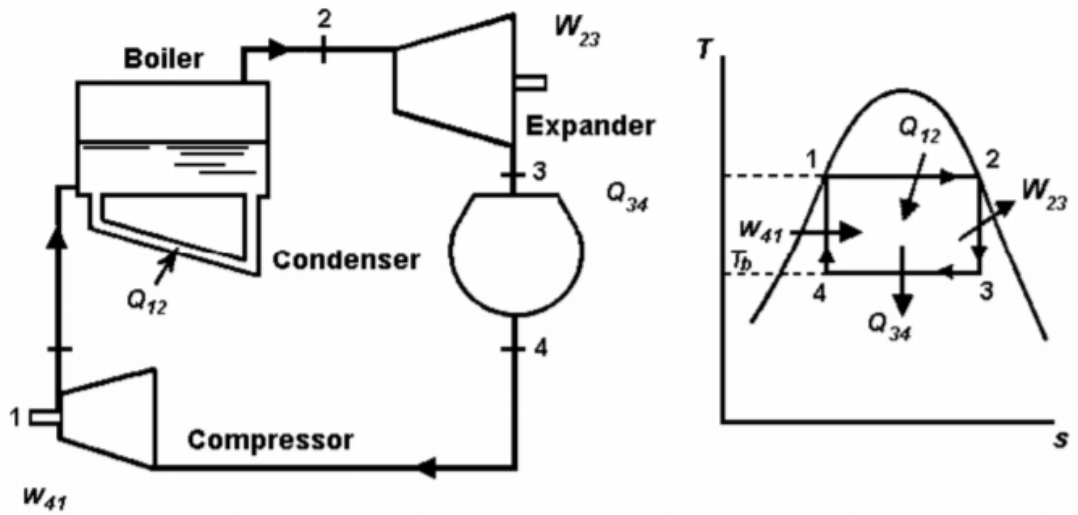 2
W23
Boiler
Expander
3
Q34
Condenser
Q12
4
1
Compressor
W41
T
Q12
1
2
W23
W41
Tb
4
3
Q34
s